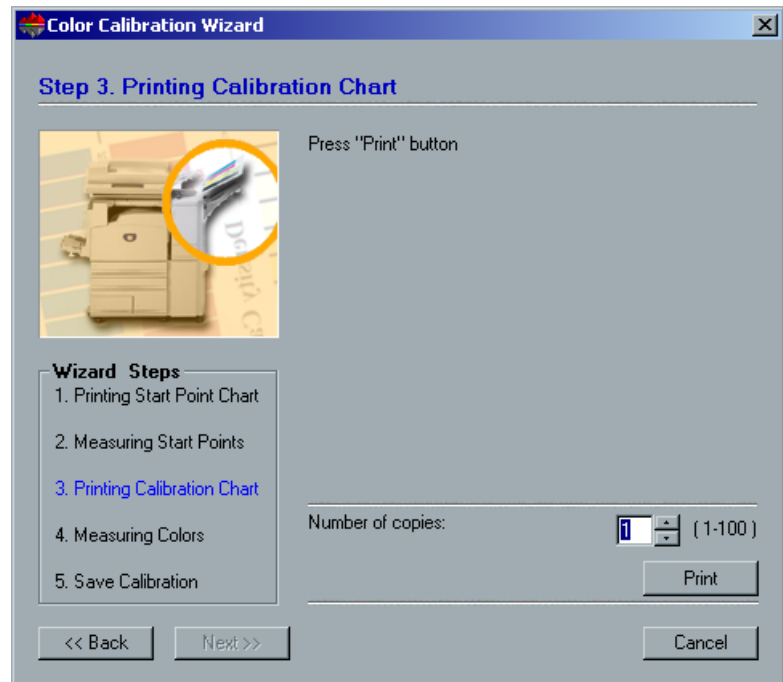 Color Calibration Wizard
Step 3. Printing Calibration Chart
Press "Print" button
Wizard Steps
1. Printing Start Point Chart
2. Measuring Start Points
3. Printing Calibration Chart
4. Measuring Colors
5. Save Calibration
Number of copies:
1
(1-100)
Print
<< Back
Next >>
Cancel